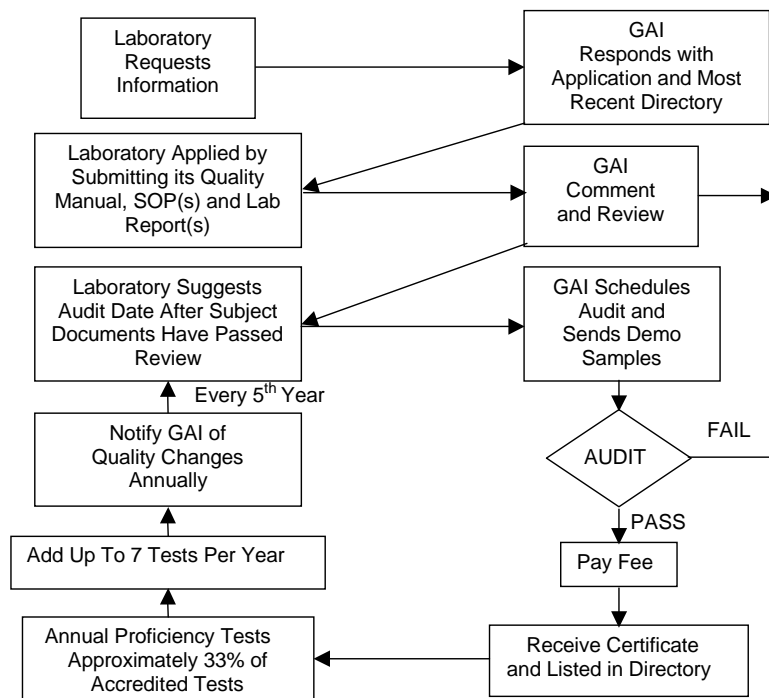 Laboratory
Requests
Information
GAI
Responds with
Application and Most
Recent Directory
Laboratory Applied by
Submitting its Quality
Manual, SOP(s) and Lab
Report(s)
GAI
Comment
and Review
Laboratory Suggests
Audit Date After Subject
Documents Have Passed
Review
GAI Schedules
Audit and
Sends Demo
Samples
Every 5th Year
Notify GAI of
Quality Changes
Annually
AUDIT
FAIL
PASS
Add Up To 7 Tests Per Year
Pay Fee
Annual Proficiency Tests
Approximately 33% of
Accredited Tests
Receive Certificate
and Listed in Directory